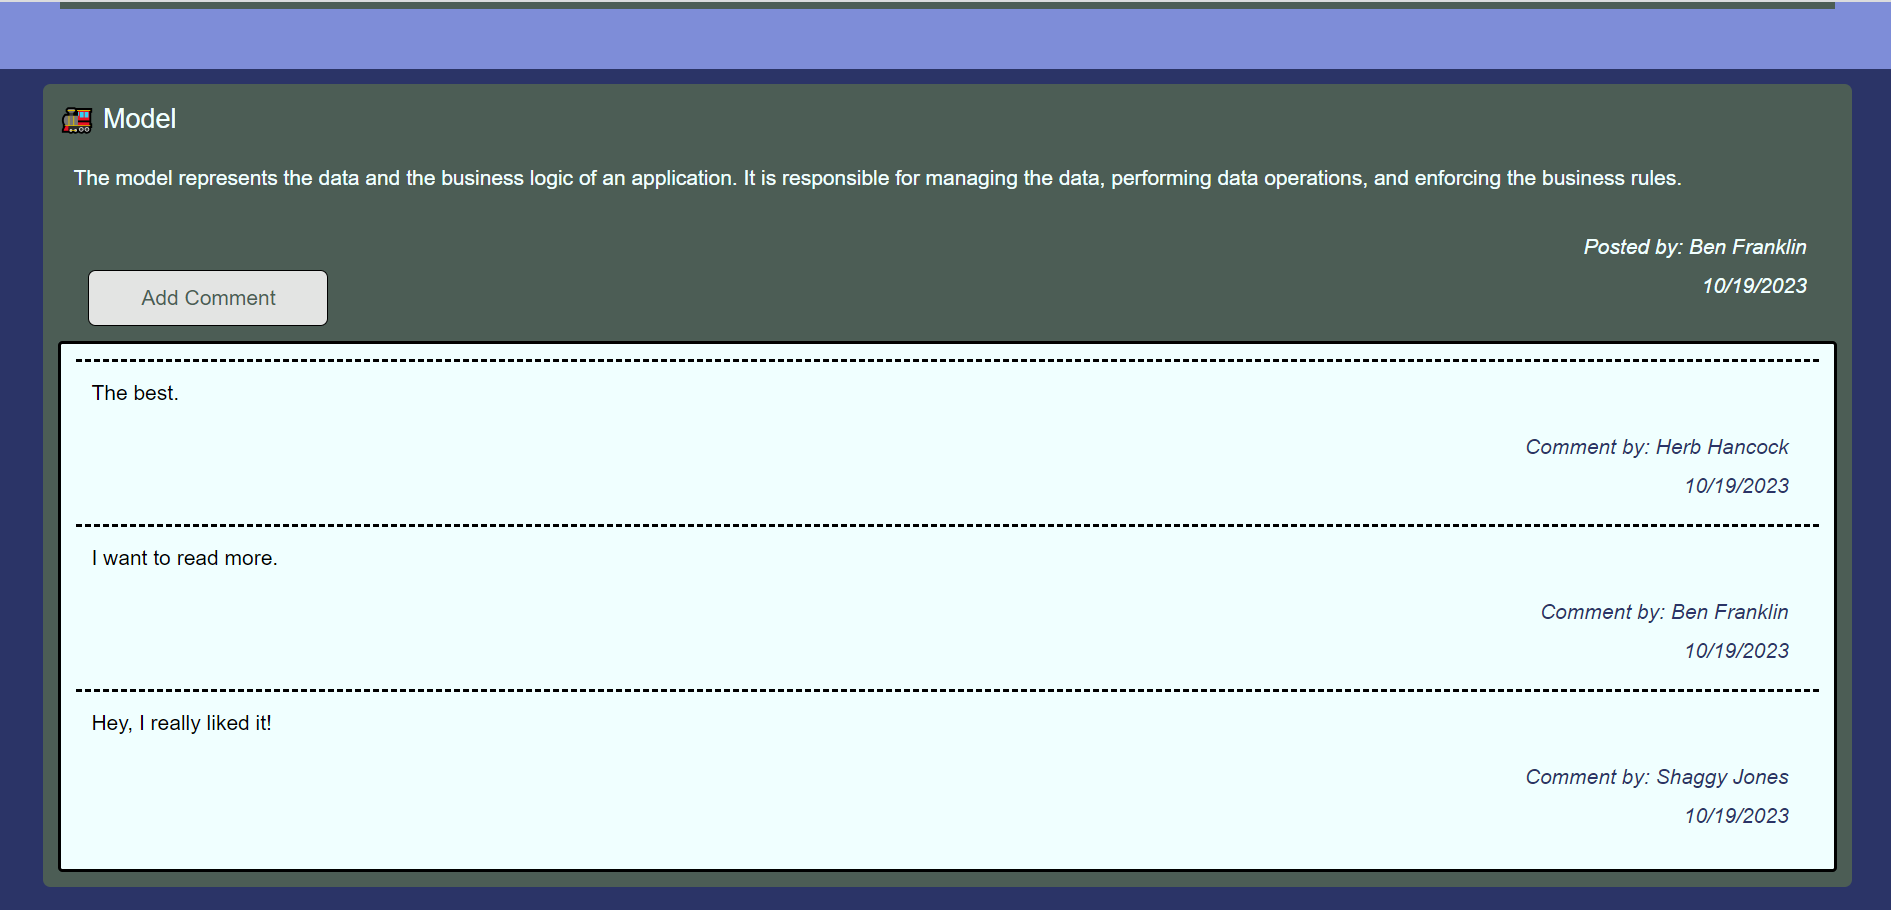 Model
The model represents the data and the business logic of an application. It is responsible for managing the data, performing data operations, and enforcing the business rules.
Posted by: Ben Franklin
10/19/2023
Add Comment
The best.
Comment by: Herb Hancock
10/19/2023
I want to read more.
Comment by: Ben Franklin
10/19/2023
Hey, I really liked it!
Comment by: Shaggy Jones
10/19/2023